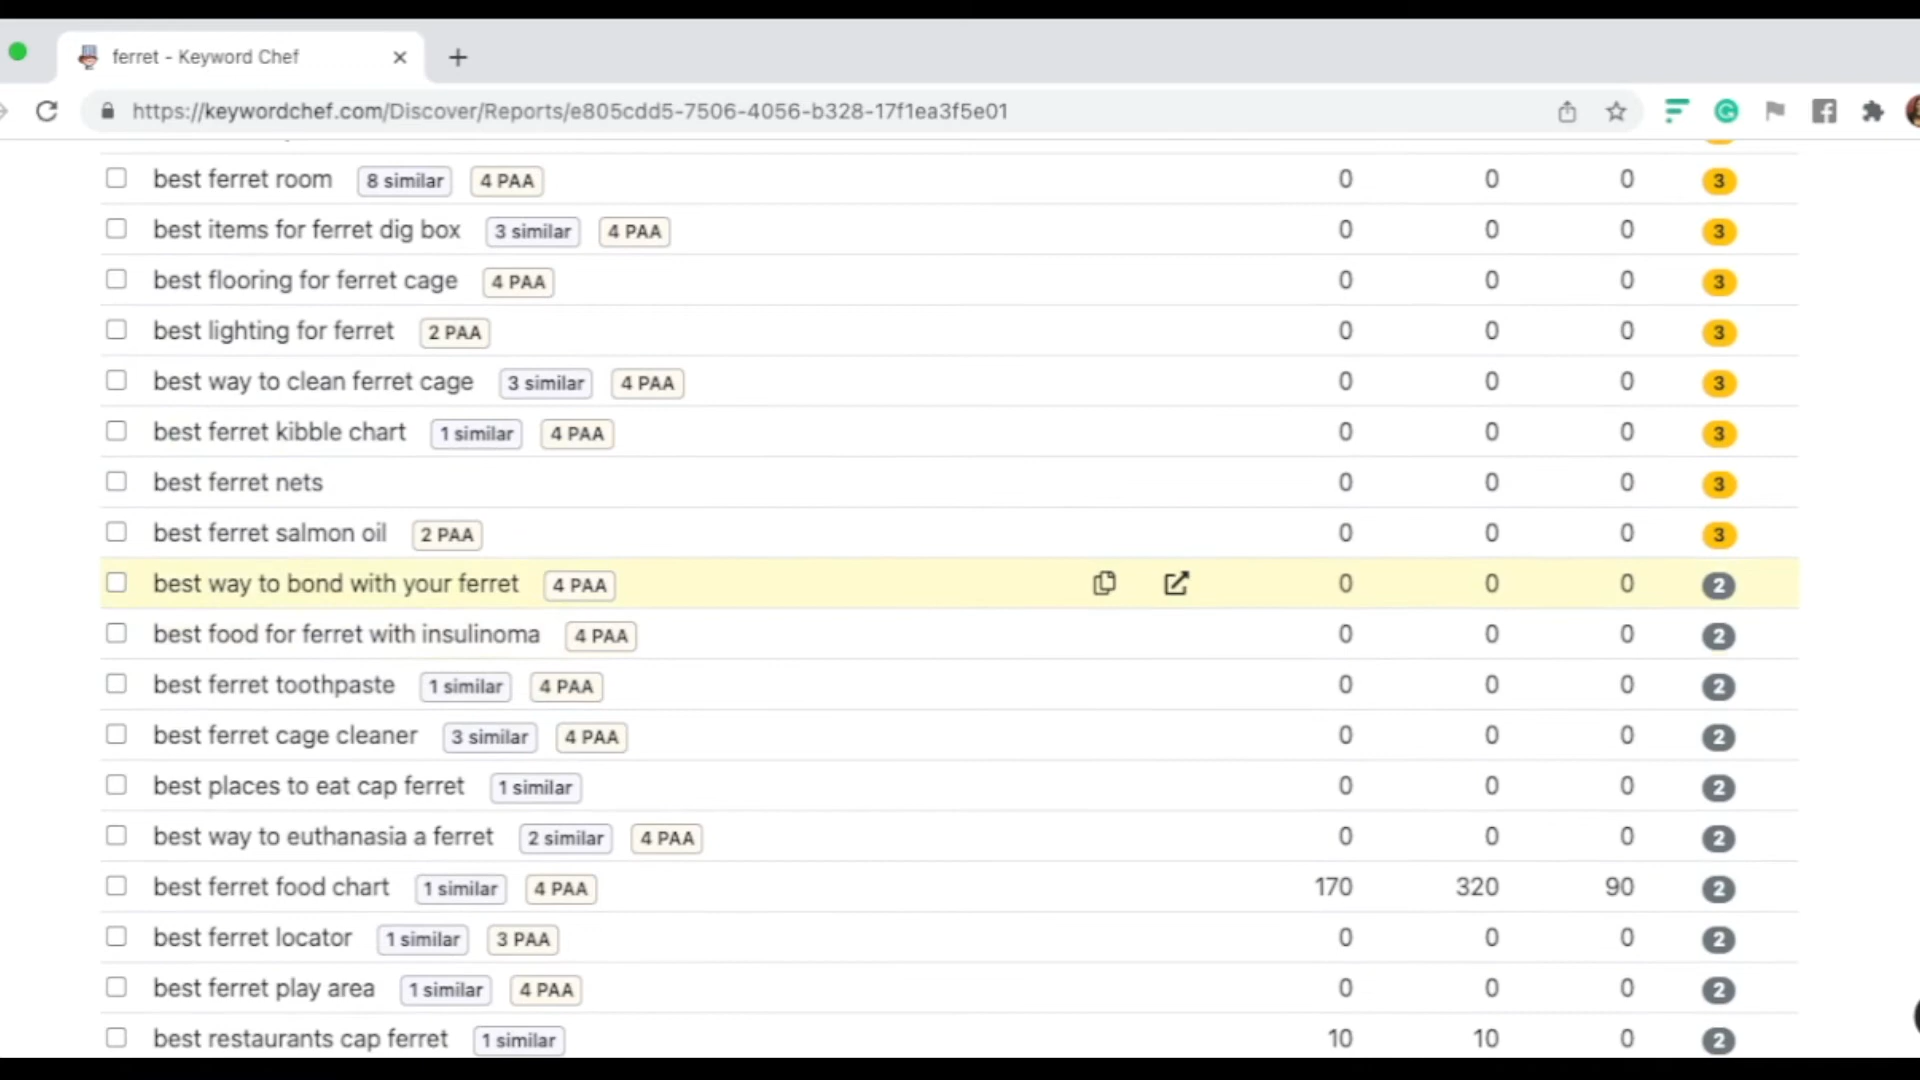 ferret - Keyword Chef
https://keywordchef.com/Discover/Reports/e805cdd5-7506-4056-b328-17f1ea3f5e01
best ferret room 8 similar 4 PAA 0 0 0 3
best items for ferret dig box 3 similar 4 PAA 0 0 0 3
best flooring for ferret cage 4 PAA 0 0 0 3
best lighting for ferret 2 PAA 0 0 0 3
best way to clean ferret cage 3 similar 4 PAA 0 0 0 3
best ferret kibble chart 1 similar 4 PAA 0 0 0 3
best ferret nets 0 0 0 3
best ferret salmon oil 2 PAA 0 0 0 3
best way to bond with your ferret 4 PAA 0 0 0 2
best food for ferret with insulinoma 4 PAA 0 0 0 2
best ferret toothpaste 1 similar 4 PAA 0 0 0 2
best ferret cage cleaner 3 similar 4 PAA 0 0 0 2
best places to eat cap ferret 1 similar 0 0 0 2
best way to euthanasia a ferret 2 similar 4 PAA 0 0 0 2
best ferret food chart 1 similar 4 PAA 170 320 90 2
best ferret locator 1 similar 3 PAA 0 0 0 2
best ferret play area 1 similar 4 PAA 0 0 0 2
best restaurants cap ferret 1 similar 10 10 0 2